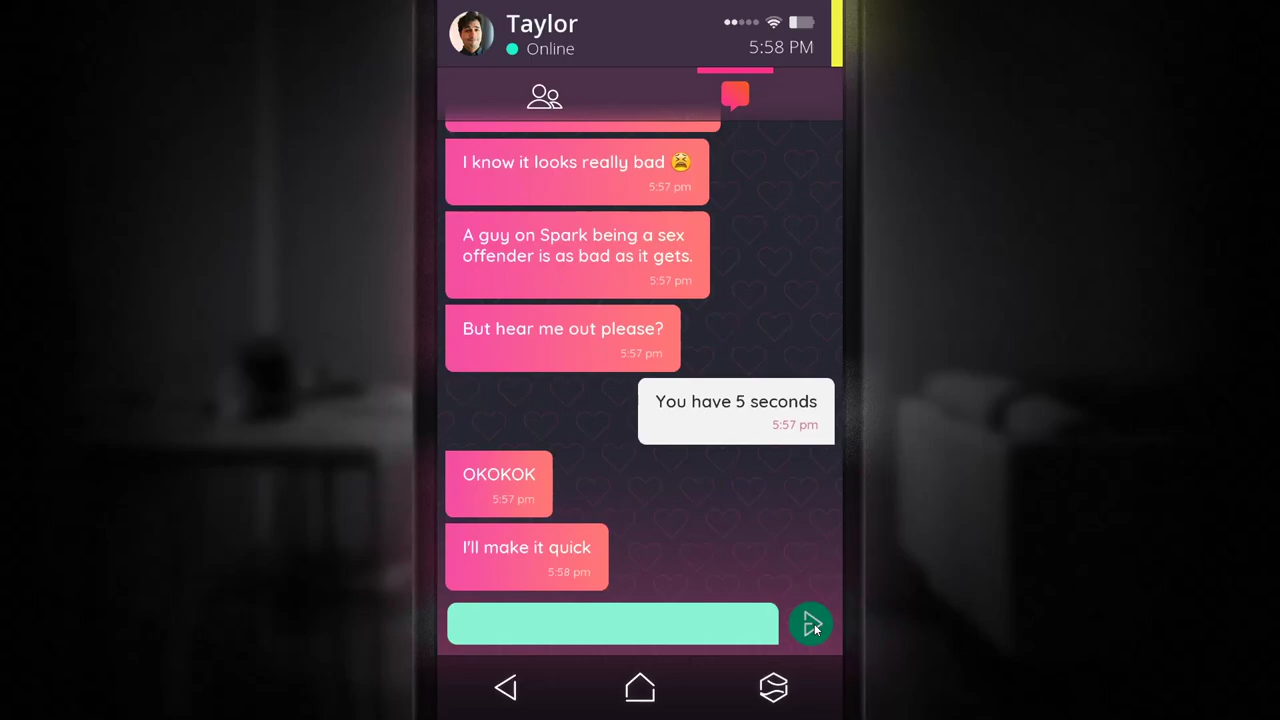 Taylor
Online
5:58 PM
I know it looks really bad 😫
5:57 pm
A guy on Spark being a sex
offender is as bad as it gets.
5:57 pm
But hear me out please?
5:57 pm
You have 5 seconds
5:57 pm
OKOKOK
5:57 pm
I'll make it quick
5:58 pm